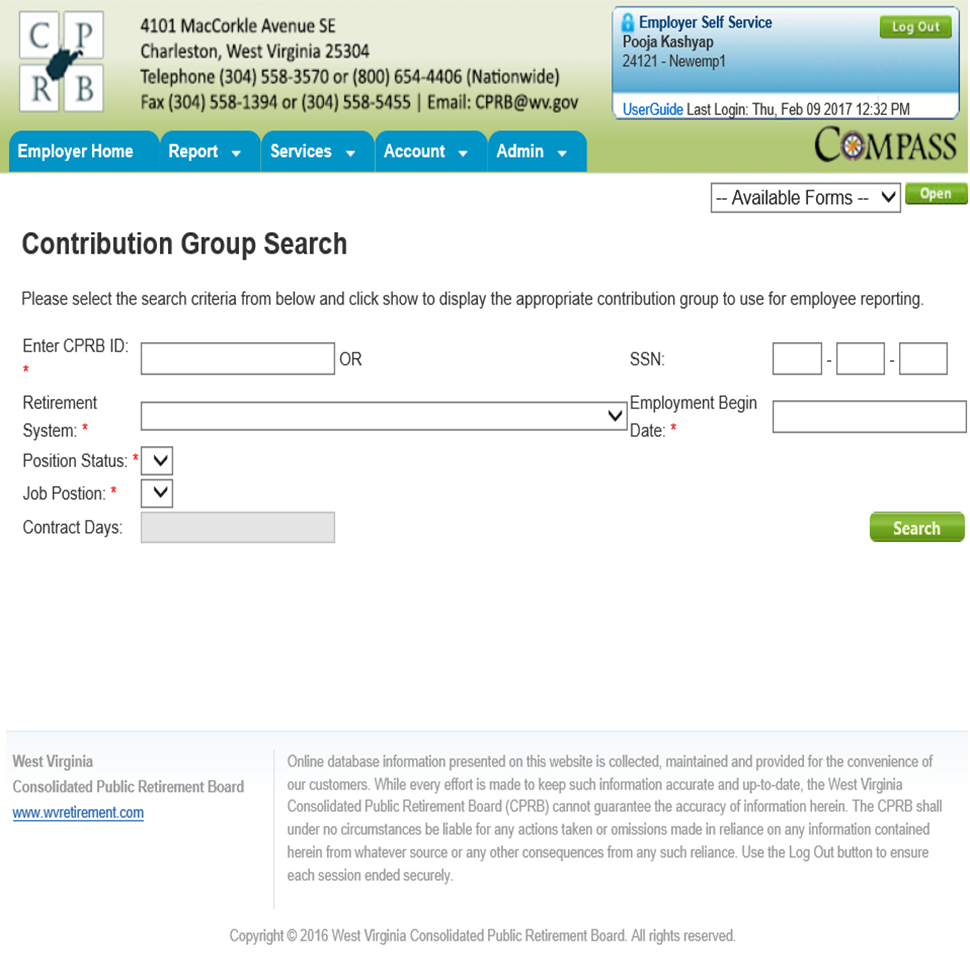 C P
R B
4101 MacCorkle Avenue SE
Charleston, West Virginia 25304
Telephone (304) 558-3570 or (800) 654-4406 (Nationwide)
Fax (304) 558-1394 or (304) 558-5455 | Email: CPRB@wv.gov
Employer Self Service
Log Out
Pooja Kashyap
24121 - Newemp1
UserGuide Last Login: Thu, Feb 09 2017 12:32 PM
Employer Home Report Services Account Admin
COMPASS
-- Available Forms -- Open
Contribution Group Search
Please select the search criteria from below and click show to display the appropriate contribution group to use for employee reporting.
Enter CPRB ID: * OR SSN: - -
Retirement System: * Employment Begin Date: *
Position Status: *
Job Postion: *
Contract Days:
Search
West Virginia
Consolidated Public Retirement Board
www.wvretirement.com
Online database information presented on this website is collected, maintained and provided for the convenience of
our customers. While every effort is made to keep such information accurate and up-to-date, the West Virginia
Consolidated Public Retirement Board (CPRB) cannot guarantee the accuracy of information herein. The CPRB shall
under no circumstances be liable for any actions taken or omissions made in reliance on any information contained
herein from whatever source or any other consequences from any such reliance. Use the Log Out button to ensure
each session ended securely.
Copyright © 2016 West Virginia Consolidated Public Retirement Board. All rights reserved.